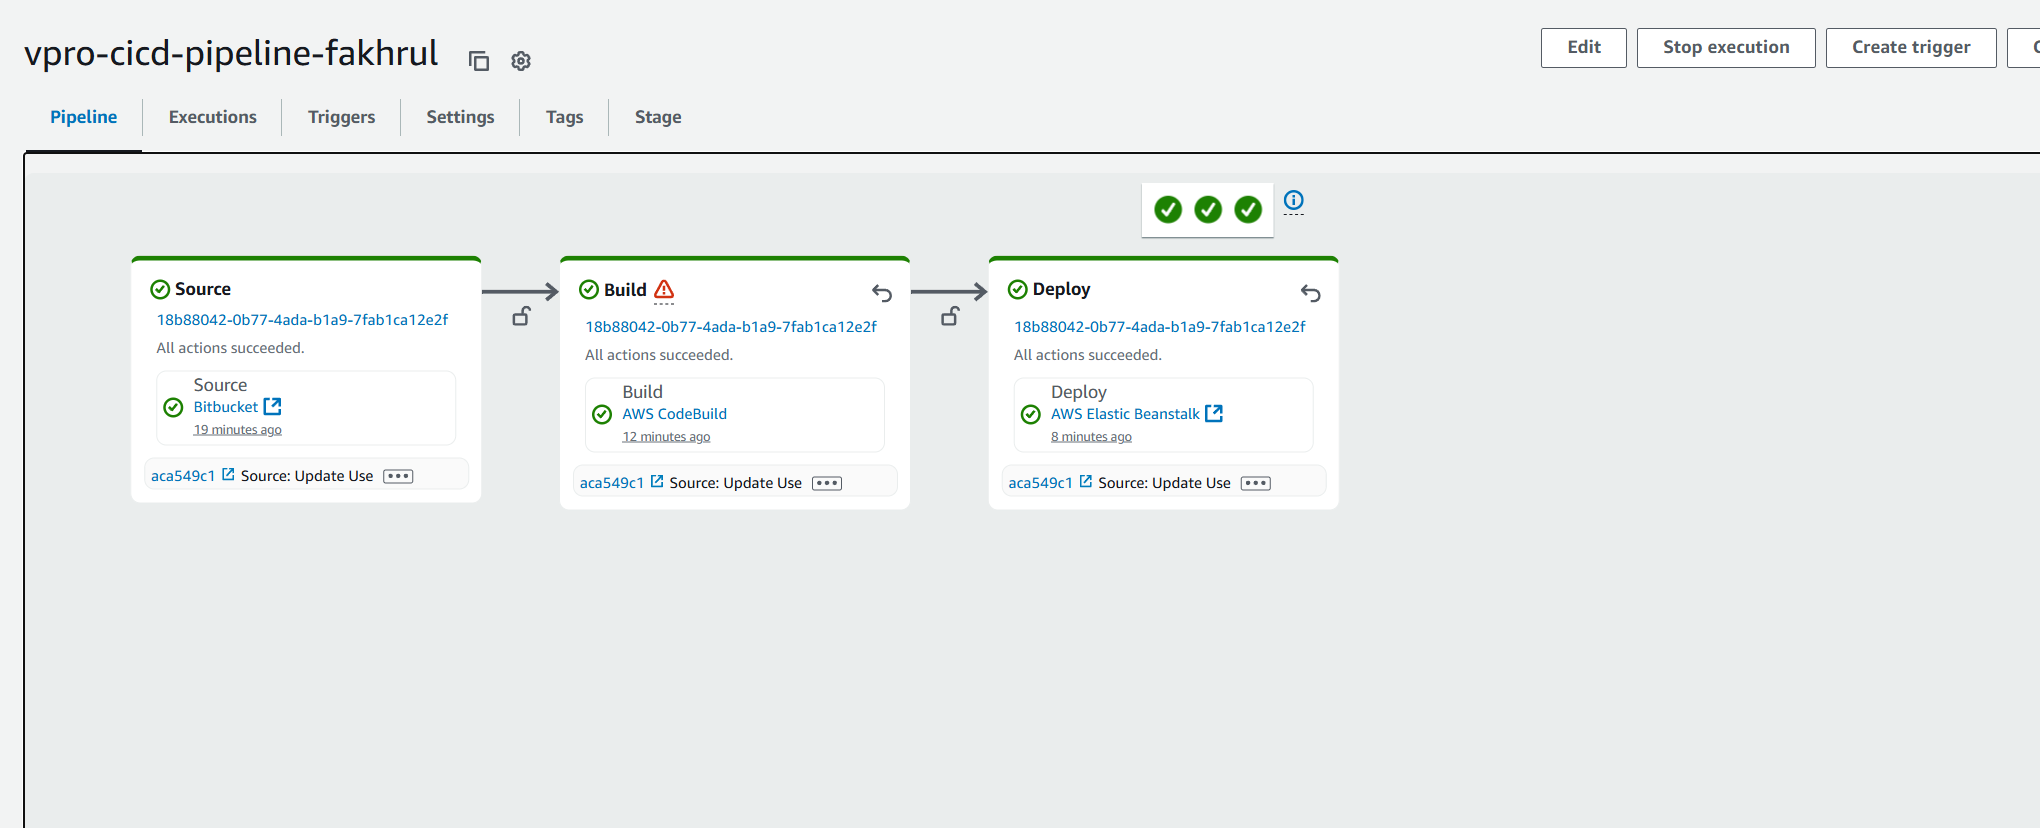 vpro-cicd-pipeline-fakhrul
Edit
Stop execution
Create trigger
Pipeline
Executions
Triggers
Settings
Tags
Stage
Source
18b88042-0b77-4ada-b1a9-7fab1ca12e2f
All actions succeeded.
Source
Bitbucket
19 minutes ago
aca549c1 Source: Update Use
Build
18b88042-0b77-4ada-b1a9-7fab1ca12e2f
All actions succeeded.
Build
AWS CodeBuild
12 minutes ago
aca549c1 Source: Update Use
Deploy
18b88042-0b77-4ada-b1a9-7fab1ca12e2f
All actions succeeded.
Deploy
AWS Elastic Beanstalk
8 minutes ago
aca549c1 Source: Update Use